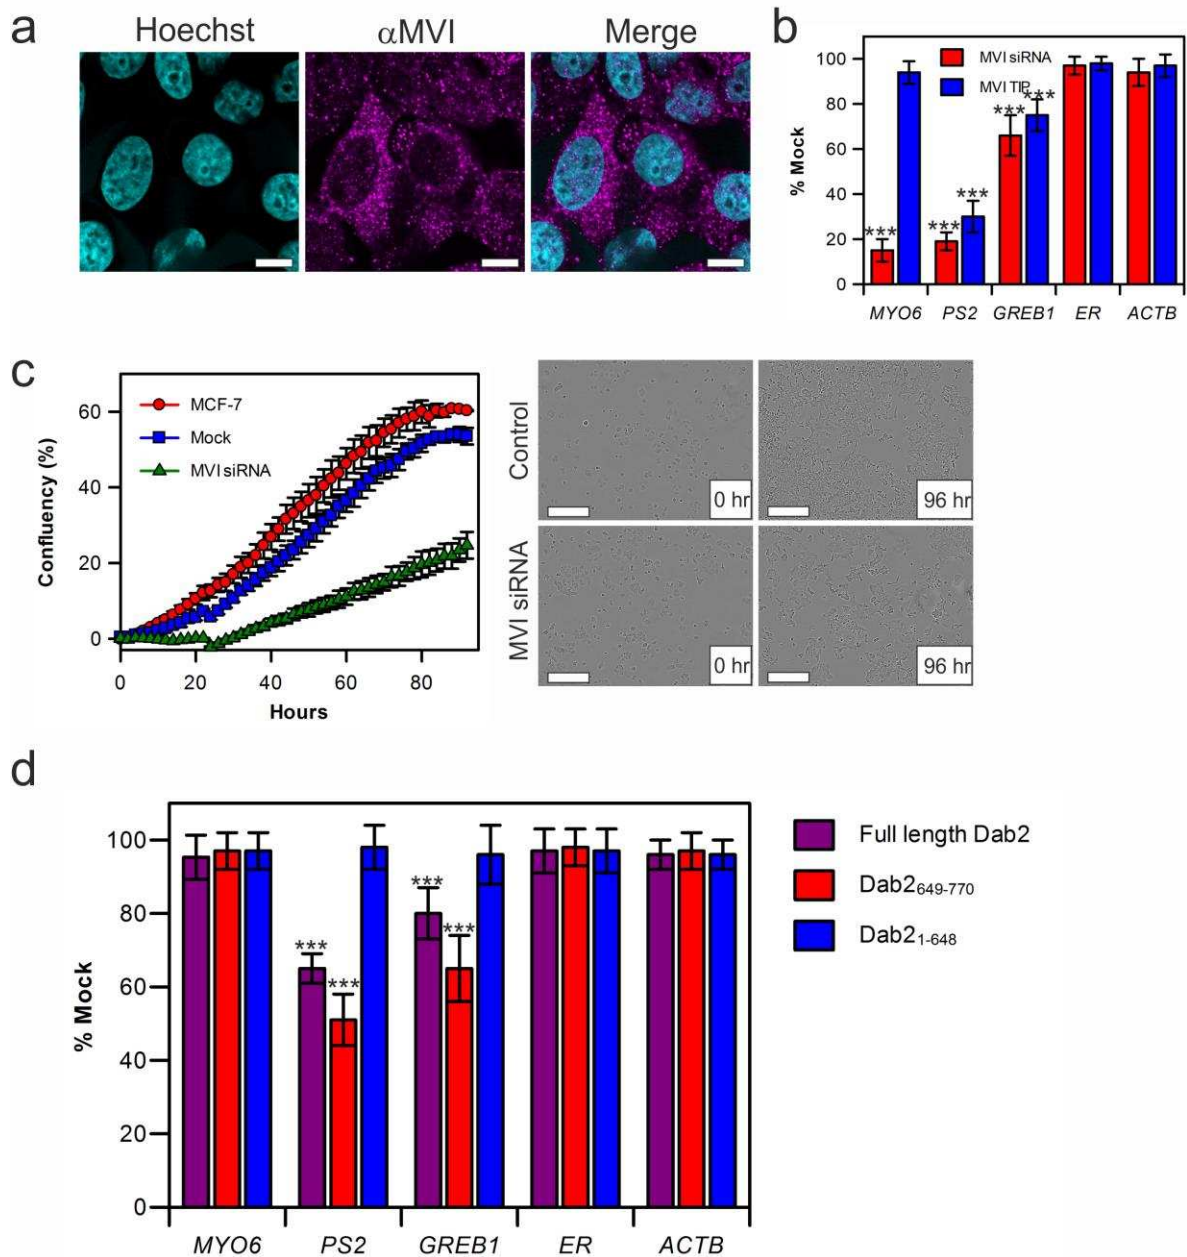 a
Hoechst
αMVI
Merge
b
% Mock
100
80
60
40
20
0
MVI siRNA
MVI TIP
***
***
***
***
***
MYO6
PS2
GREB1
ER
ACTB
c
Confluency (%)
60
40
20
0
MCF-7
Mock
MVI siRNA
0
20
40
60
80
Hours
Control
0 hr
96 hr
MVI siRNA
0 hr
96 hr
d
% Mock
100
80
60
40
20
0
***
***
***
***
MYO6
PS2
GREB1
ER
ACTB
Full length Dab2
Dab2649-770
Dab21-648